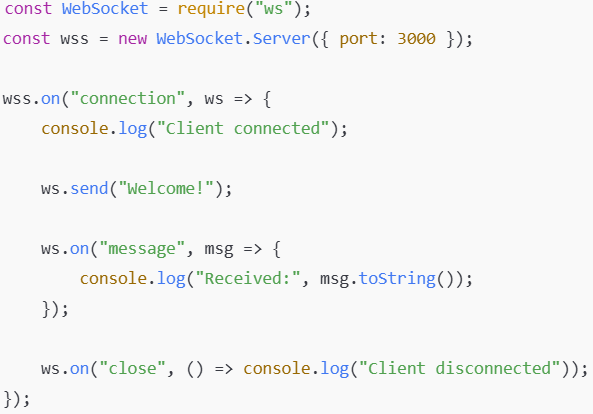 const WebSocket = require("ws");
const wss = new WebSocket.Server({ port: 3000 });

wss.on("connection", ws => {
    console.log("Client connected");

    ws.send("Welcome!");

    ws.on("message", msg => {
        console.log("Received:", msg.toString());
    });

    ws.on("close", () => console.log("Client disconnected"));
});